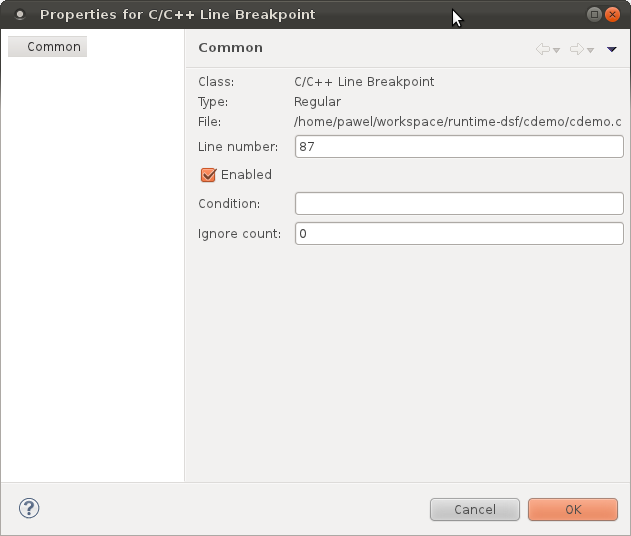 Properties for C/C++ Line Breakpoint
Common
Common
Class: C/C++ Line Breakpoint
Type: Regular
File: /home/pawel/workspace/runtime-dsf/cdemo/cdemo.c
Line number: 87
Enabled
Condition:
Ignore count: 0
?
Cancel OK